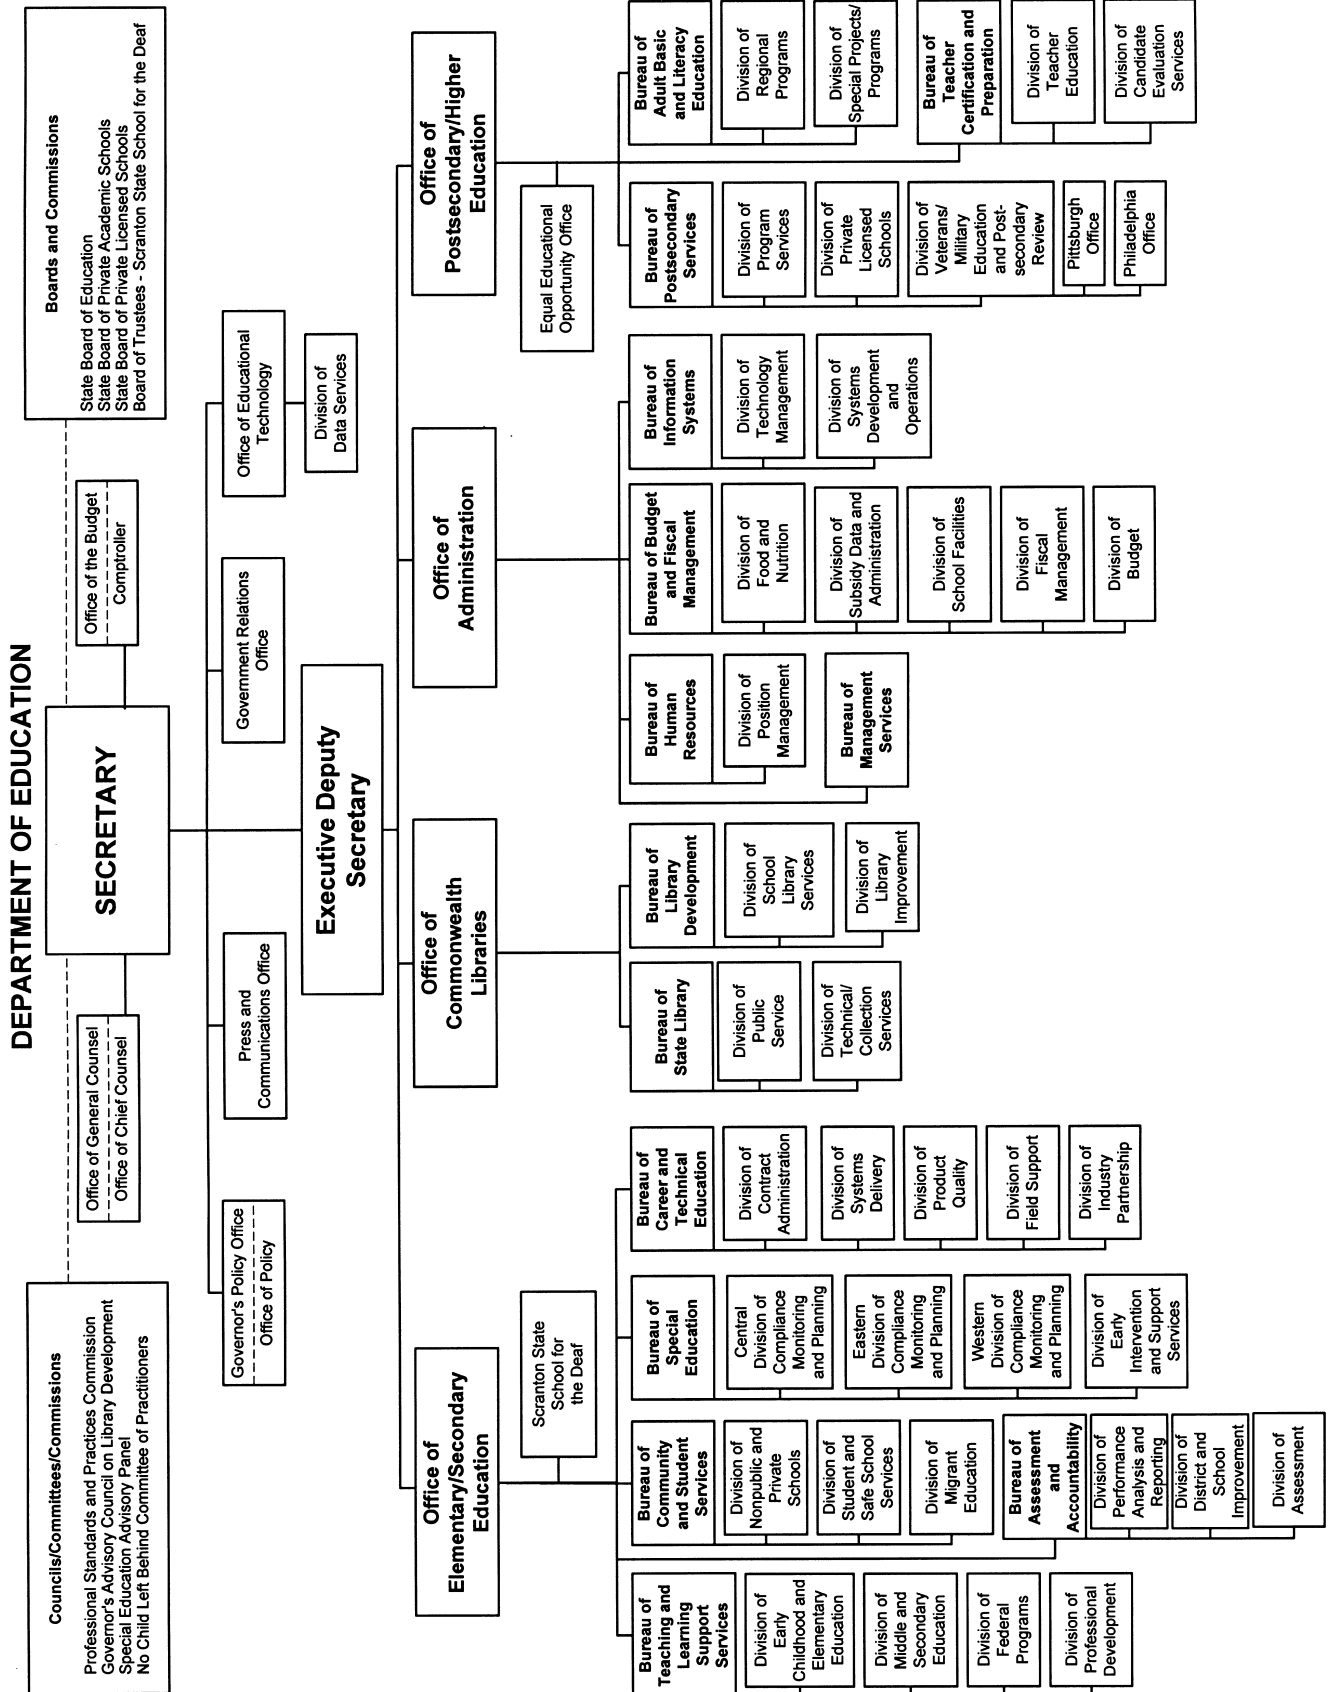 DEPARTMENT OF EDUCATION
Councils/Committees/Commissions
Professional Standards and Practices Commission
Governor's Advisory Council on Library Development
Special Education Advisory Panel
No Child Left Behind Committee of Practitioners
SECRETARY
Boards and Commissions
State Board of Education
State Board of Private Academic Schools
State Board of Private Licensed Schools
Board of Trustees - Scranton State School for the Deaf
Office of General Counsel
Office of Chief Counsel
Office of the Budget
Comptroller
Governor's Policy Office
Office of Policy
Press and
Communications Office
Government Relations
Office
Office of Educational
Technology
Division of
Data Services
Executive Deputy
Secretary
Office of
Elementary/Secondary
Education
Office of
Commonwealth
Libraries
Office of
Administration
Office of
Postsecondary/Higher
Education
Scranton State
School for
the Deaf
Equal Educational
Opportunity Office
Bureau of
Teaching and
Learning
Support
Services
Division of
Early
Childhood and
Elementary
Education
Division of
Middle and
Secondary
Education
Division of
Federal
Programs
Division of
Professional
Development
Bureau of
Community
and Student
Services
Division of
Nonpublic and
Private
Schools
Division of
Student and
Safe School
Services
Division of
Migrant
Education
Bureau of
Assessment
and
Accountability
Division of
Performance
Analysis and
Reporting
Division of
District and
School
Improvement
Division of
Assessment
Bureau of
Special
Education
Central
Division of
Compliance
Monitoring
and Planning
Eastern
Division of
Compliance
Monitoring
and Planning
Western
Division of
Compliance
Monitoring
and Planning
Division of
Early
Intervention
and Support
Services
Bureau of
Career and
Technical
Education
Division of
Contract
Administration
Division of
Systems
Delivery
Division of
Product
Quality
Division of
Field Support
Division of
Industry
Partnership
Bureau of
State Library
Division of
Public
Service
Division of
Technical/
Collection
Services
Bureau of
Library
Development
Division of
School
Library
Services
Division of
Library
Improvement
Bureau of
Human
Resources
Division of
Position
Management
Bureau of
Management
Services
Bureau of Budget
and Fiscal
Management
Division of
Food and
Nutrition
Division of
Subsidy Data and
Administration
Division of
School Facilities
Division of
Fiscal
Management
Division of
Budget
Bureau of
Information
Systems
Division of
Technology
Management
Division of
Systems
Development
and
Operations
Bureau of
Postsecondary
Services
Division of
Program
Services
Division of
Private
Licensed
Schools
Division of
Veterans/
Military
Education
and Post-
secondary
Review
Pittsburgh
Office
Philadelphia
Office
Bureau of
Adult Basic
and Literacy
Education
Division of
Regional
Programs
Division of
Special Projects/
Programs
Bureau of
Teacher
Certification and
Preparation
Division of
Teacher
Education
Division of
Candidate
Evaluation
Services